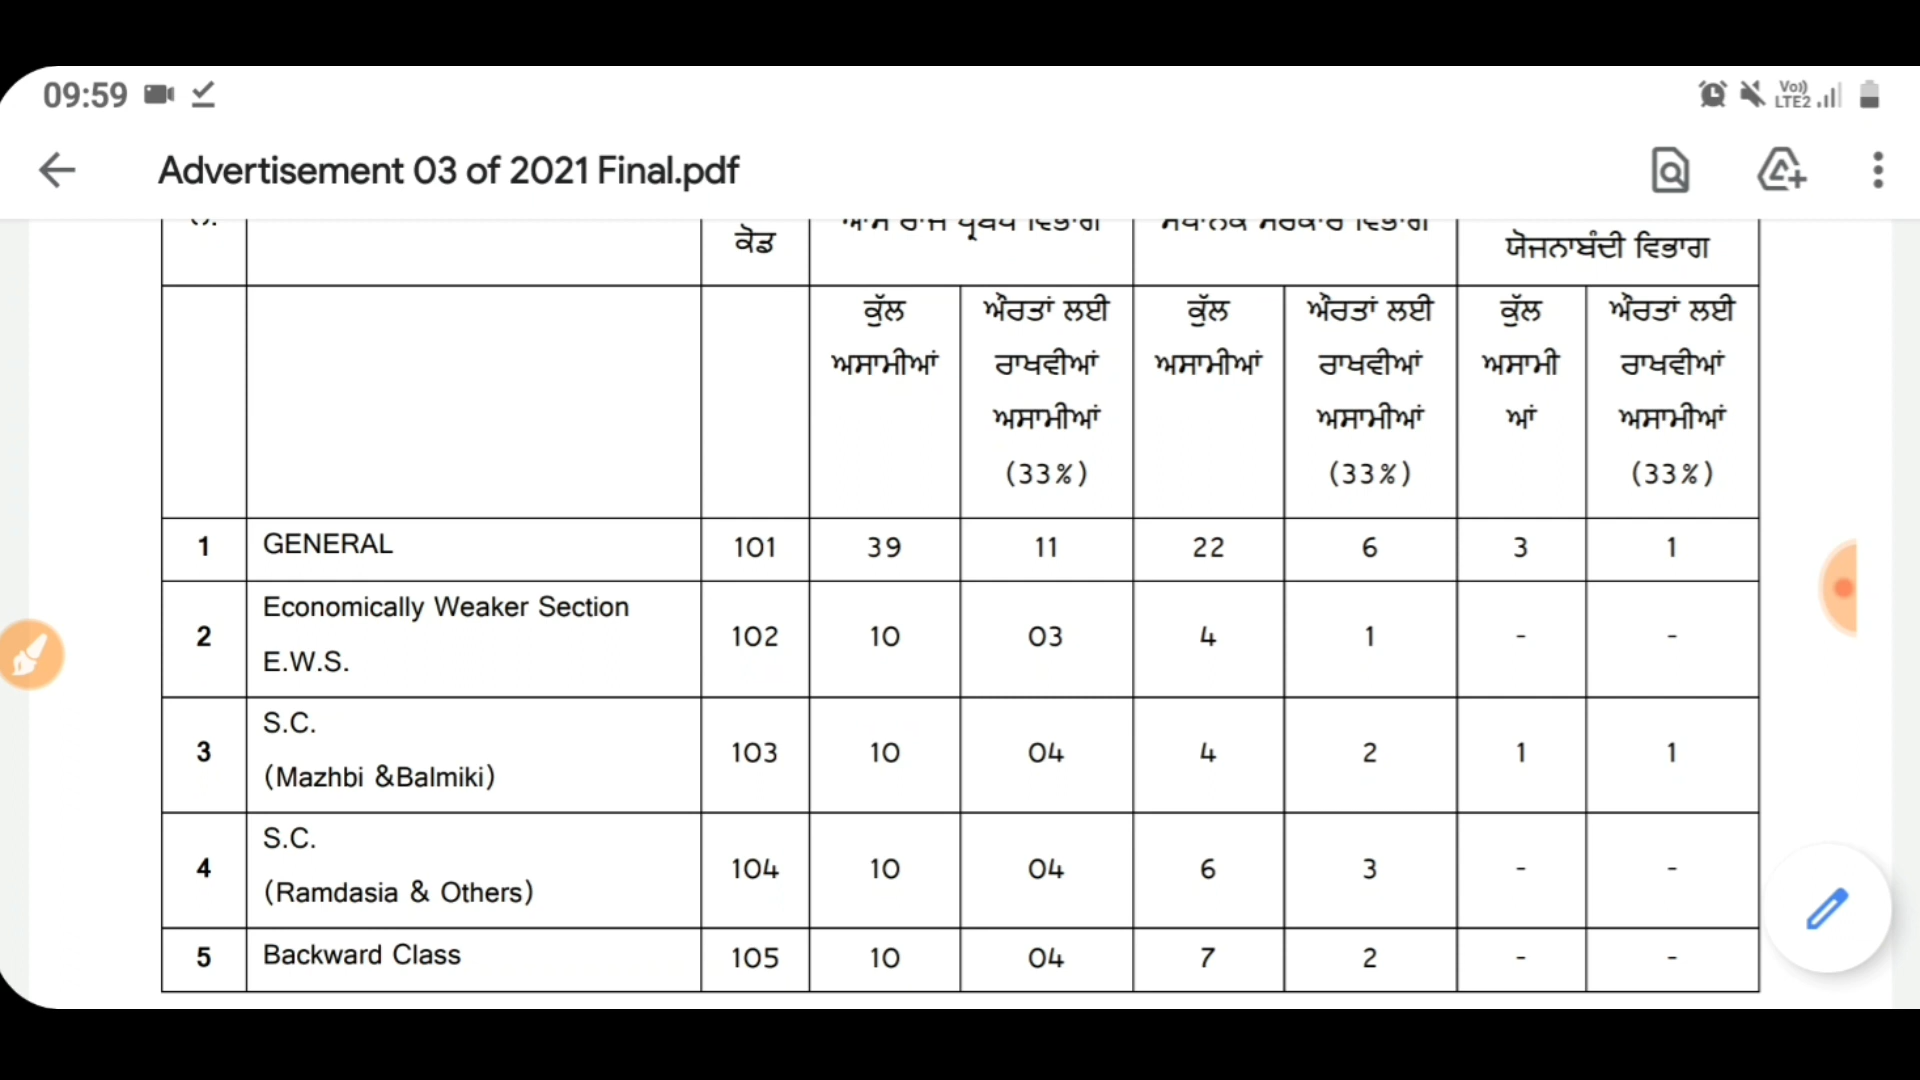 09:59 Vo)) LTE2
Advertisement 03 of 2021 Final.pdf
ਕੋਡ ਰਾਜ ਪ੍ਰਬੰਧ ਵਿਭਾਗ ਸਥਾਨਕ ਸਰਕਾਰ ਵਿਭਾਗ ਯੋਜਨਾਬੰਦੀ ਵਿਭਾਗ
ਕੁੱਲ ਔਰਤਾਂ ਲਈ ਕੁੱਲ ਔਰਤਾਂ ਲਈ ਕੁੱਲ ਔਰਤਾਂ ਲਈ
ਅਸਾਮੀਆਂ ਰਾਖਵੀਆਂ ਅਸਾਮੀਆਂ ਰਾਖਵੀਆਂ ਅਸਾਮੀ ਰਾਖਵੀਆਂ
ਅਸਾਮੀਆਂ ਅਸਾਮੀਆਂ ਆਂ ਅਸਾਮੀਆਂ
(33%) (33%) (33%)
1 GENERAL 101 39 11 22 6 3 1
Economically Weaker Section
2 102 10 03 4 1 - -
E.W.S.
S.C.
3 103 10 04 4 2 1 1
(Mazhbi &Balmiki)
S.C.
4 104 10 04 6 3 - -
(Ramdasia & Others)
5 Backward Class 105 10 04 7 2 - -